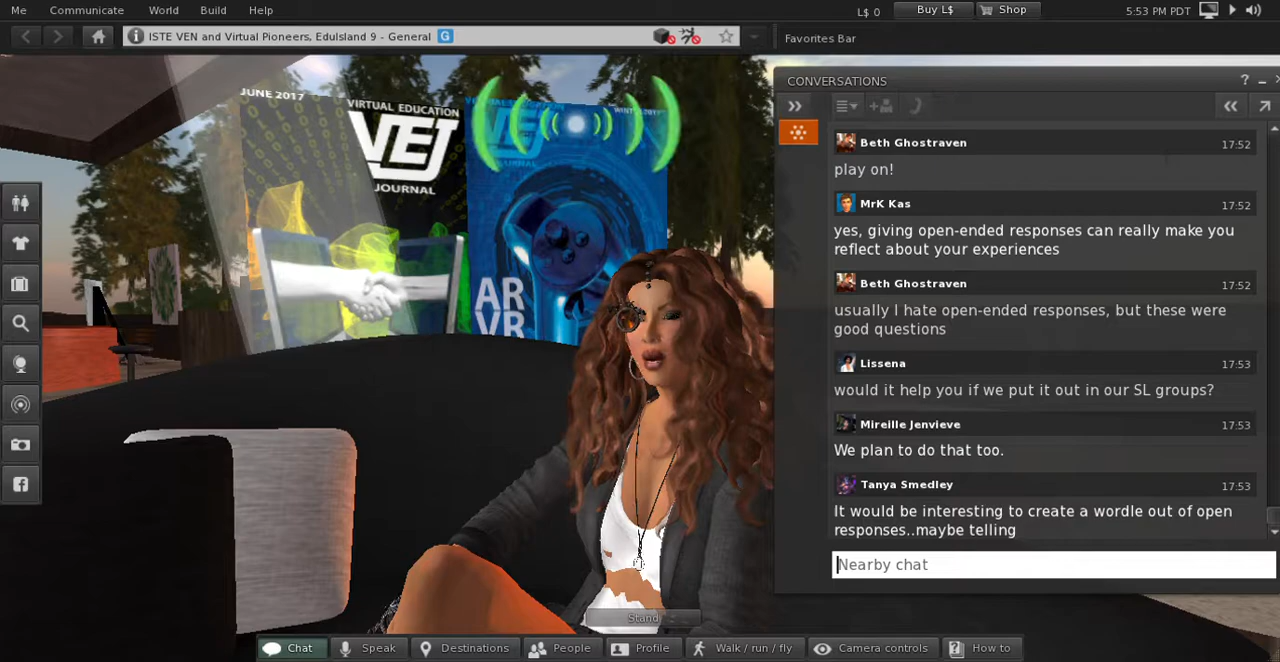 Me Communicate World Build Help
L$ 0 Buy L$ Shop 5:53 PM PDT
ISTE VEN and Virtual Pioneers, EduIsland 9 - General G
Favorites Bar
CONVERSATIONS ? _
JUNE 2017
VIRTUAL EDUCATION
VEJ
JOURNAL
AR
VR
Beth Ghostraven 17:52
play on!
MrK Kas 17:52
yes, giving open-ended responses can really make you
reflect about your experiences
Beth Ghostraven 17:52
usually I hate open-ended responses, but these were
good questions
Lissena 17:53
would it help you if we put it out in our SL groups?
Mireille Jenvieve 17:53
We plan to do that too.
Tanya Smedley 17:53
It would be interesting to create a wordle out of open
responses..maybe telling
Nearby chat
Stand
Chat Speak Destinations People Profile Walk / run / fly Camera controls How to